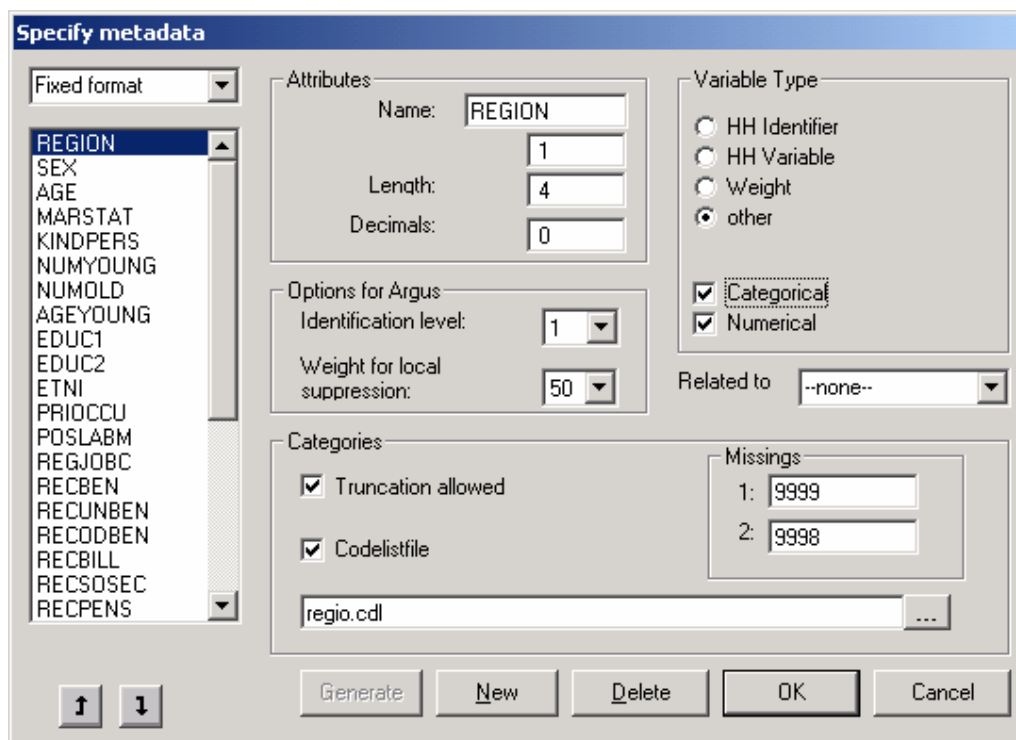 Specify metadata
Fixed format
REGION
SEX
AGE
MARSTAT
KINDPERS
NUMYOUNG
NUMOLD
AGEYOUNG
EDUC1
EDUC2
ETNI
PRIOCCU
POSLABM
REGJOBC
RECBEN
RECUNBEN
RECODBEN
RECBILL
RECSOSEC
RECPENS
Attributes
Name: REGION
1
Length: 4
Decimals: 0
Options for Argus
Identification level: 1
Weight for local
suppression: 50
Variable Type
HH Identifier
HH Variable
Weight
other
Categorical
Numerical
Related to --none--
Categories
Truncation allowed
Codelistfile
Missings
1: 9999
2: 9998
regio.cdl ...
Generate New Delete OK Cancel